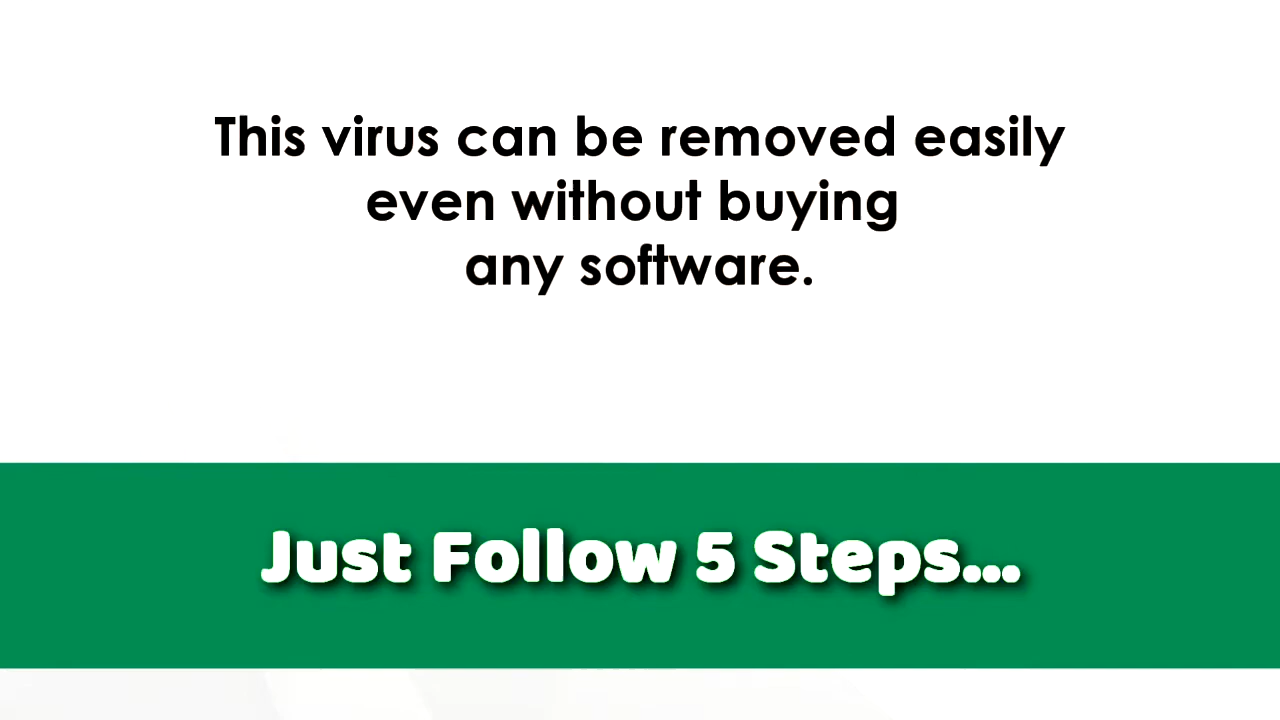 This virus can be removed easily
even without buying
any software.
Just Follow 5 Steps...